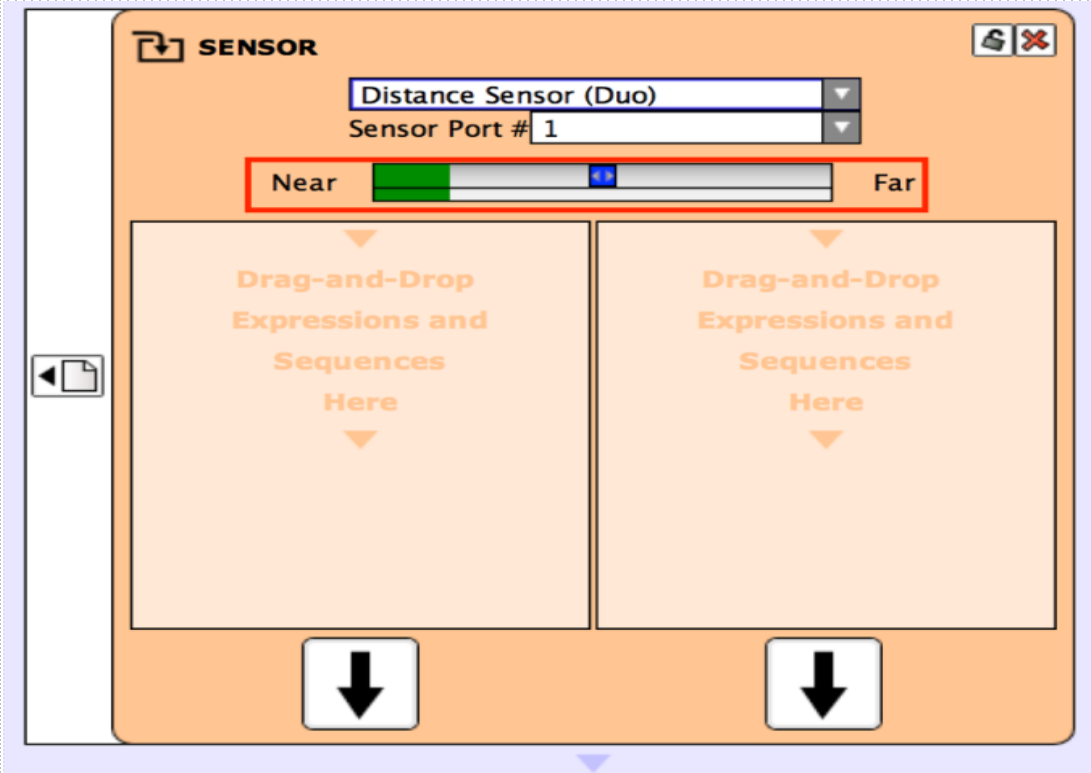 SENSOR
Distance Sensor (Duo)
Sensor Port # 1
Near Far
Drag-and-Drop
Expressions and
Sequences
Here
Drag-and-Drop
Expressions and
Sequences
Here